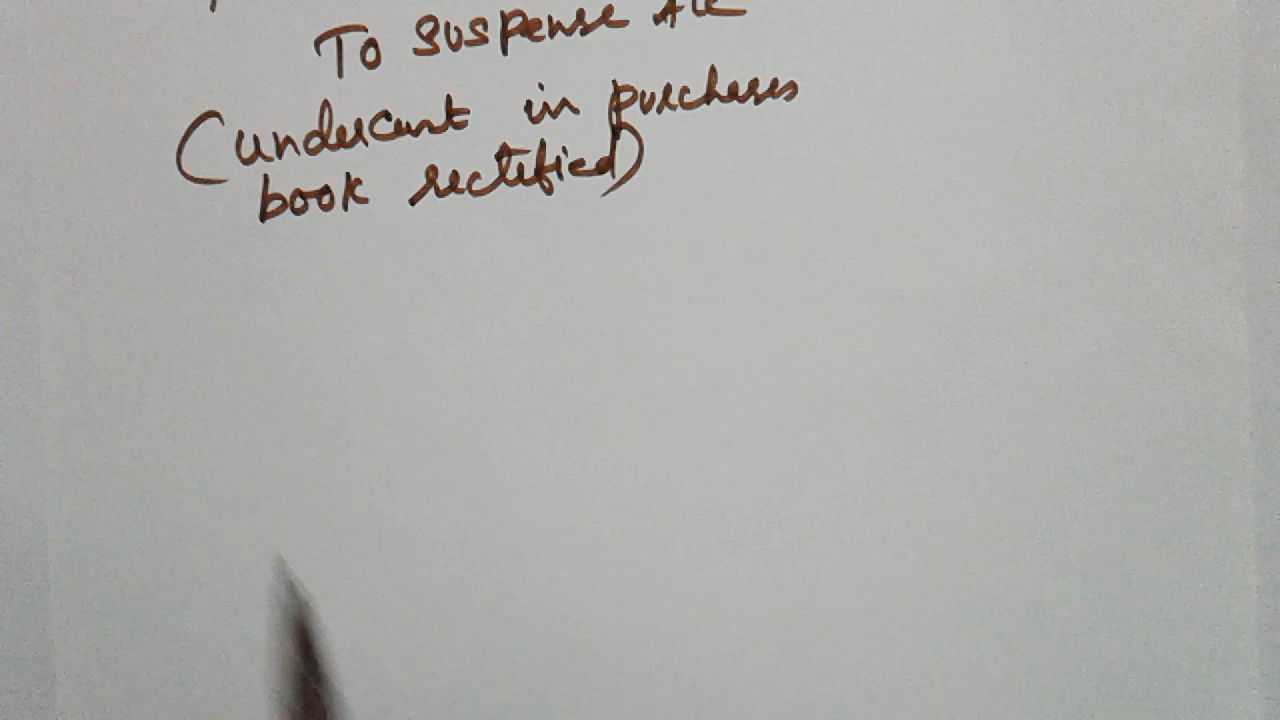 To suspense A/c
(undercast in purchases
book rectified)